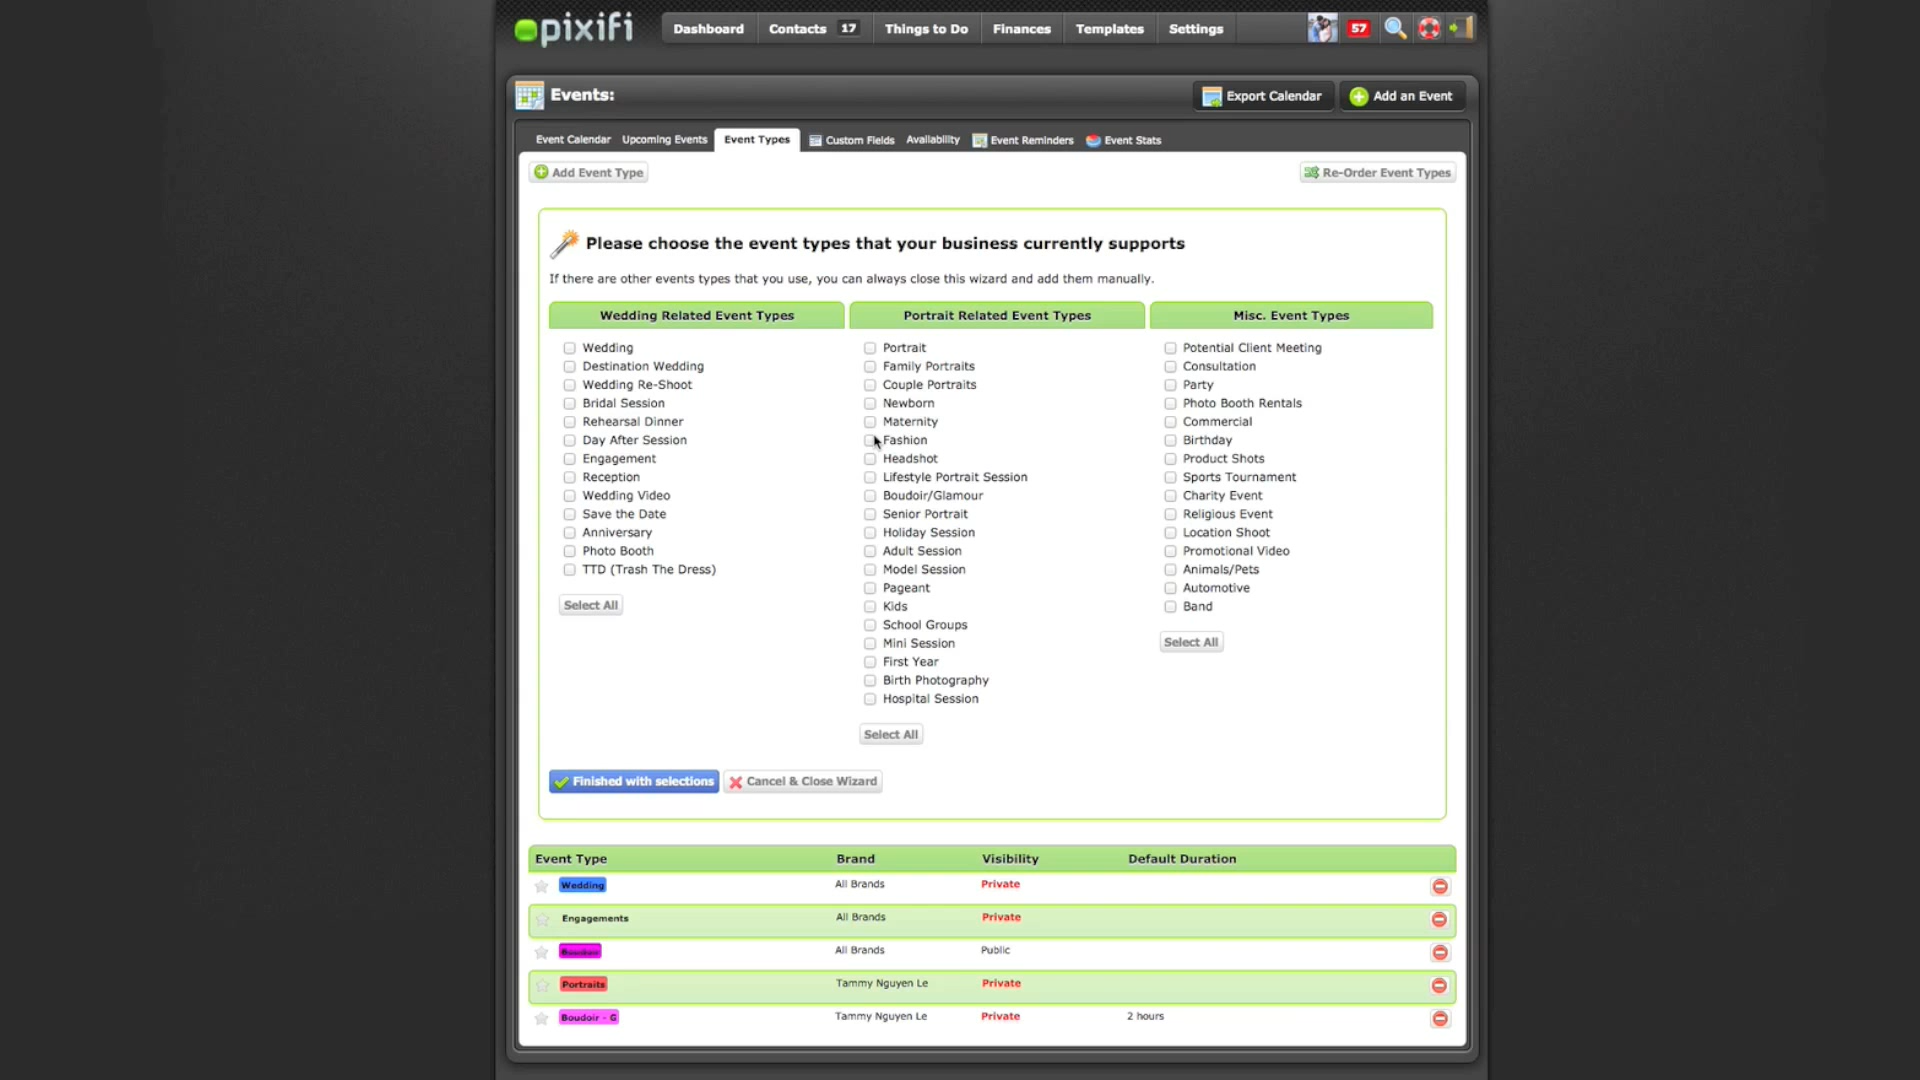 pixifi
Dashboard Contacts 17 Things to Do Finances Templates Settings 57
Events: Export Calendar Add an Event
Event Calendar Upcoming Events Event Types Custom Fields Availability Event Reminders Event Stats
Add Event Type Re-Order Event Types
Please choose the event types that your business currently supports
If there are other events types that you use, you can always close this wizard and add them manually.
Wedding Related Event Types
Wedding
Destination Wedding
Wedding Re-Shoot
Bridal Session
Rehearsal Dinner
Day After Session
Engagement
Reception
Wedding Video
Save the Date
Anniversary
Photo Booth
TTD (Trash The Dress)
Select All
Portrait Related Event Types
Portrait
Family Portraits
Couple Portraits
Newborn
Maternity
Fashion
Headshot
Lifestyle Portrait Session
Boudoir/Glamour
Senior Portrait
Holiday Session
Adult Session
Model Session
Pageant
Kids
School Groups
Mini Session
First Year
Birth Photography
Hospital Session
Select All
Misc. Event Types
Potential Client Meeting
Consultation
Party
Photo Booth Rentals
Commercial
Birthday
Product Shots
Sports Tournament
Charity Event
Religious Event
Location Shoot
Promotional Video
Animals/Pets
Automotive
Band
Select All
Finished with selections Cancel & Close Wizard
Event Type Brand Visibility Default Duration
Wedding All Brands Private
Engagements All Brands Private
All Brands Public
Portraits Tammy Nguyen Le Private
Boudoir - G Tammy Nguyen Le Private 2 hours